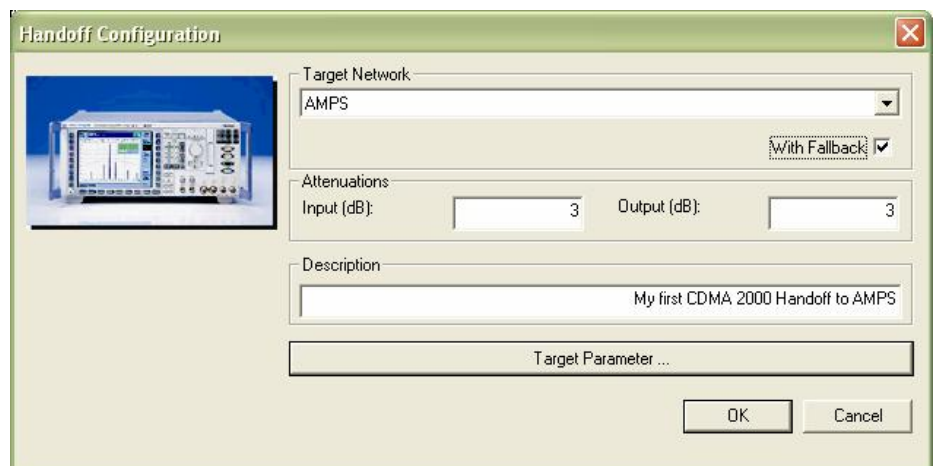 Handoff Configuration
Target Network
AMPS
With Fallback
Attenuations
Input (dB): 3 Output (dB): 3
Description
My first CDMA 2000 Handoff to AMPS
Target Parameter ...
OK Cancel